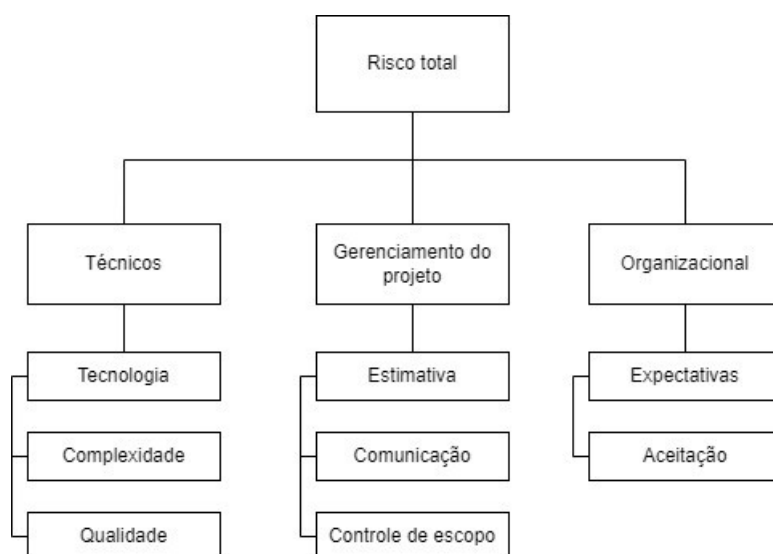 Risco total
Técnicos
Gerenciamento do
projeto
Organizacional
Tecnologia
Estimativa
Expectativas
Complexidade
Comunicação
Aceitação
Qualidade
Controle de escopo